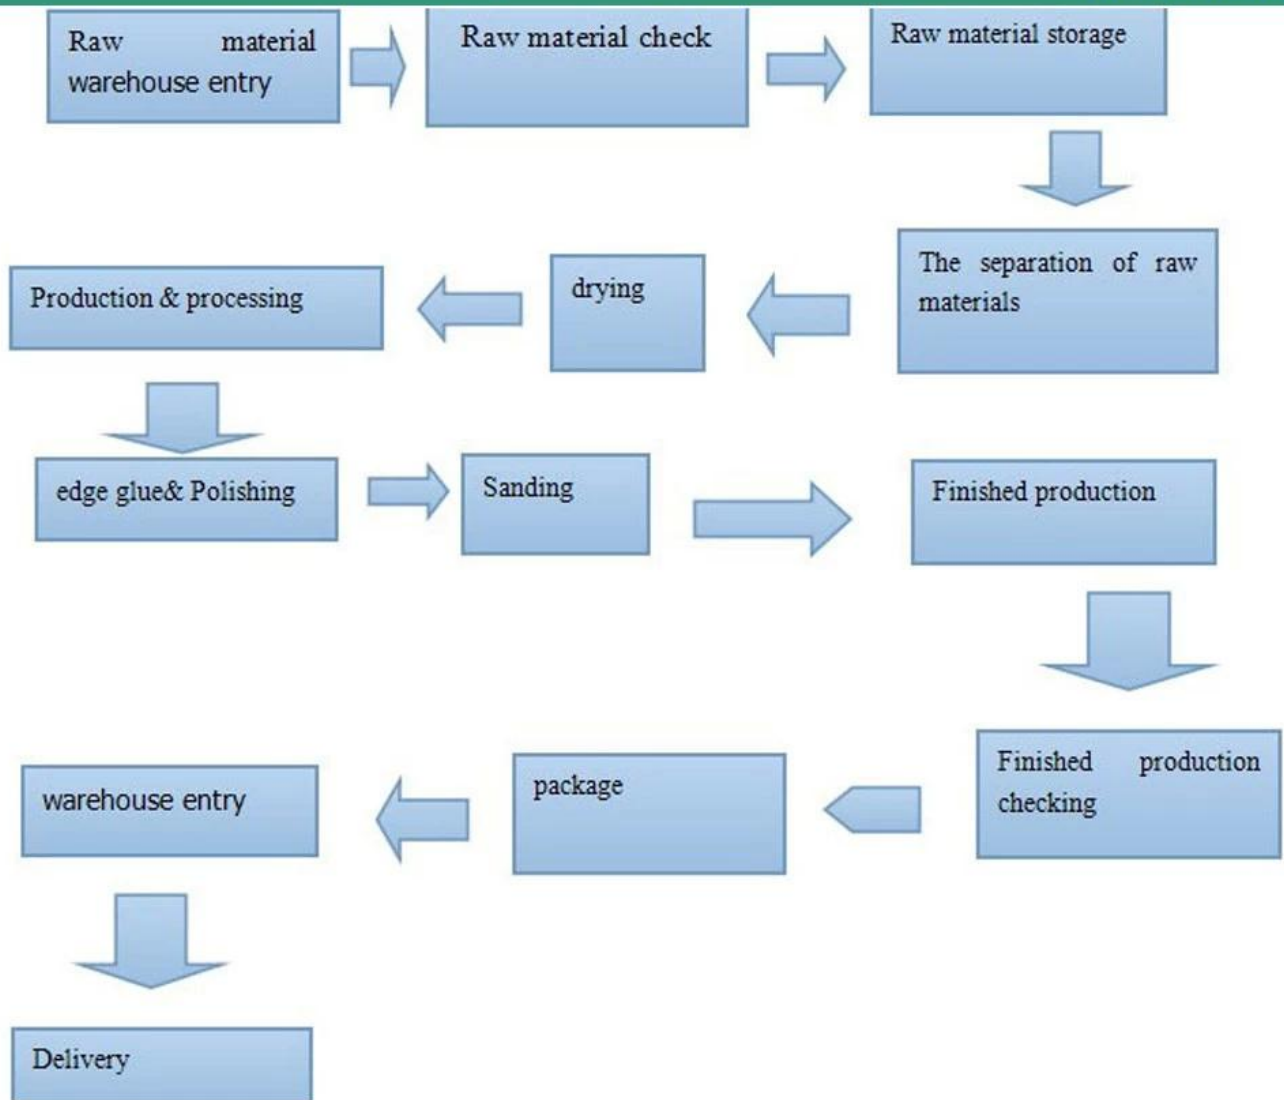 Raw material
warehouse entry
Raw material check
Raw material storage
The separation of raw
materials
drying
Production & processing
edge glue& Polishing
Sanding
Finished production
Finished production
checking
package
warehouse entry
Delivery